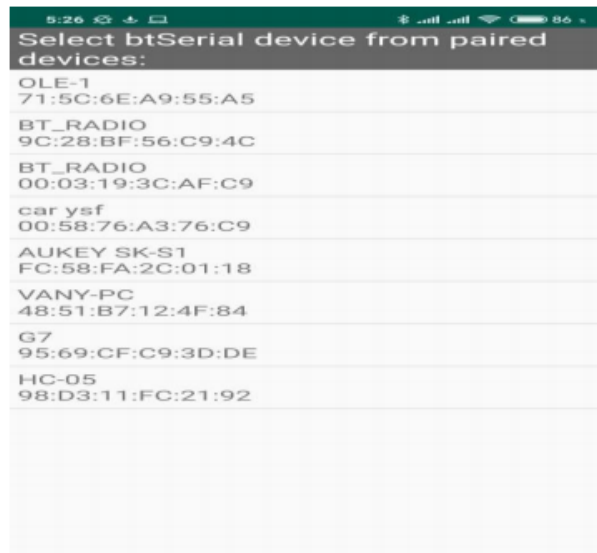 5:26 86 %
Select btSerial device from paired
devices:
OLE-1
71:5C:6E:A9:55:A5
BT_RADIO
9C:28:BF:56:C9:4C
BT_RADIO
00:03:19:3C:AF:C9
car ysf
00:58:76:A3:76:C9
AUKEY SK-S1
FC:58:FA:2C:01:18
VANY-PC
48:51:B7:12:4F:84
G7
95:69:CF:C9:3D:DE
HC-05
98:D3:11:FC:21:92